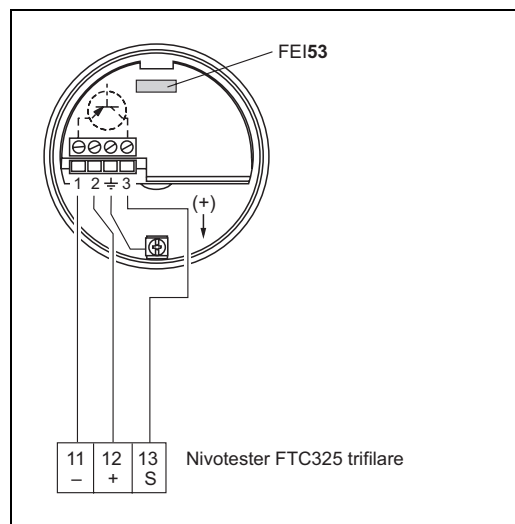 FEI53
1 2 ⏚ 3
(+)
11 12 13
– + S
Nivotester FTC325 trifilare